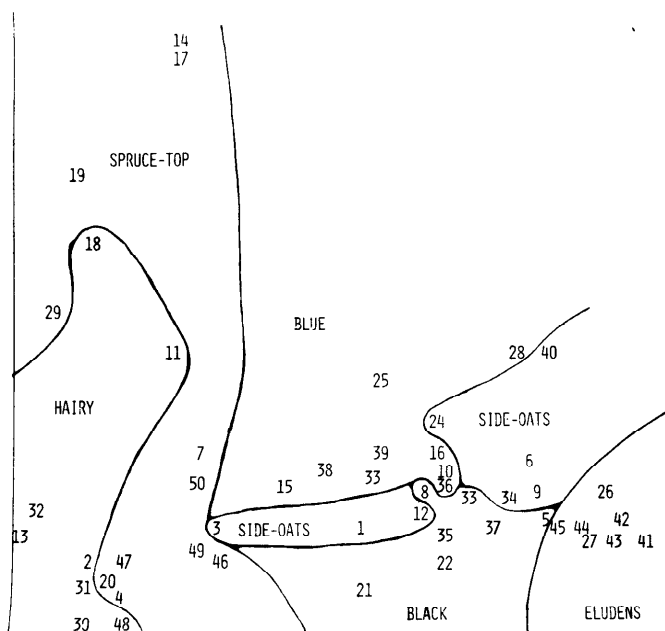 14
17
SPRUCE-TOP
19
18
29
BLUE
11
28 40
25
HAIRY
24 SIDE-OATS
7 39 16 6
38 33 10
50 15 36
8 33 34 9 26
32 12
3 SIDE-OATS 1 35 37 5 45 44 42
13 27 43 41
49 46
2 47 22
31 20
4 21
BLACK ELUDENS
30 48